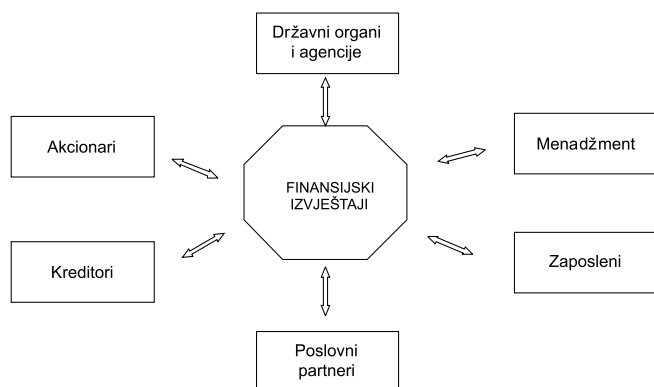 Državni organi
i agencije
Akcionari
Menadžment
FINANSIJSKI
IZVJEŠTAJI
Kreditori
Zaposleni
Poslovni
partneri